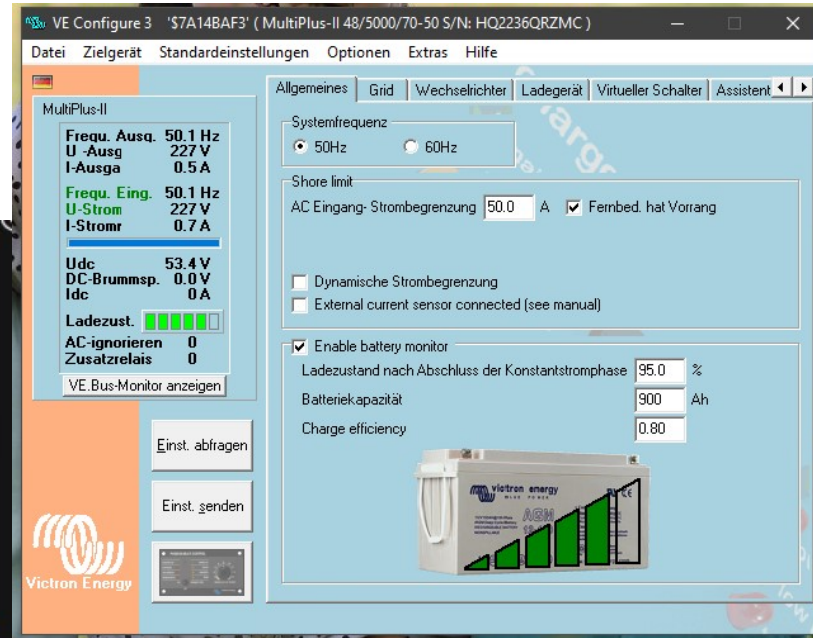 VE Configure 3 '$7A14BAF3' ( MultiPlus-II 48/5000/70-50 S/N: HQ2236QRZMC )
Datei Zielgerät Standardeinstellungen Optionen Extras Hilfe
Allgemeines Grid Wechselrichter Ladegerät Virtueller Schalter Assistent
MultiPlus-II
Frequ. Ausg. 50.1 Hz
U -Ausg 227 V
I-Ausga 0.5 A
Frequ. Eing. 50.1 Hz
U-Strom 227 V
I-Stromr 0.7 A
Udc 53.4 V
DC-Brummsp. 0.0 V
Idc 0 A
Ladezust.
AC-ignorieren 0
Zusatzrelais 0
VE.Bus-Monitor anzeigen
Einst. abfragen
Einst. senden
Victron Energy
Systemfrequenz
50Hz 60Hz
Shore limit
AC Eingang- Strombegrenzung 50.0 A Fernbed. hat Vorrang
Dynamische Strombegrenzung
External current sensor connected (see manual)
Enable battery monitor
Ladezustand nach Abschluss der Konstantstromphase 95.0 %
Batteriekapazität 900 Ah
Charge efficiency 0.80
victron energy
BLUE POWER
AGM